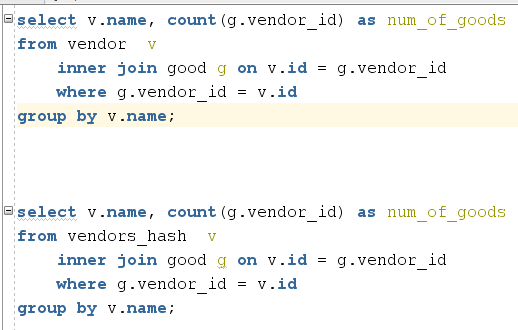 select v.name, count(g.vendor_id) as num_of_goods
from vendor  v
    inner join good g on v.id = g.vendor_id
    where g.vendor_id = v.id
group by v.name;
select v.name, count(g.vendor_id) as num_of_goods
from vendors_hash  v
    inner join good g on v.id = g.vendor_id
    where g.vendor_id = v.id
group by v.name;